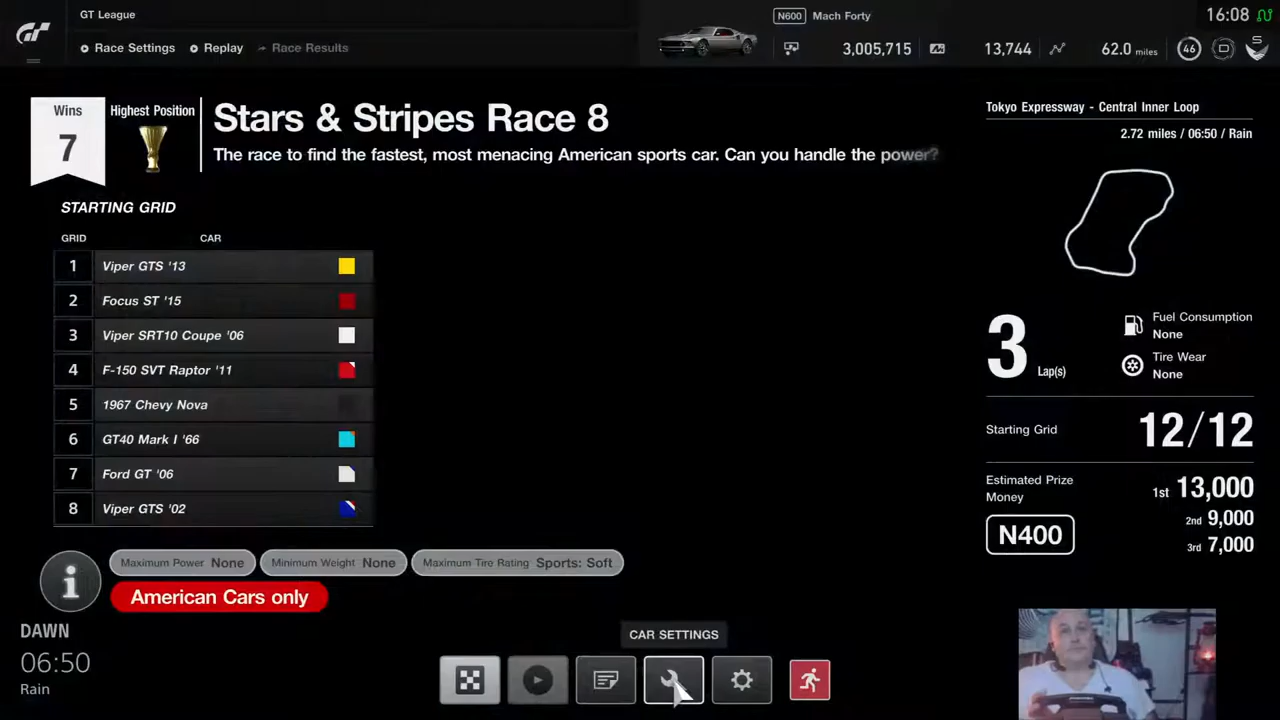 GT League
Race Settings
Replay
Race Results
N600
Mach Forty
3,005,715
13,744
62.0 miles
46
S
16:08
Wins
7
Highest Position
Stars & Stripes Race 8
The race to find the fastest, most menacing American sports car. Can you handle the power?
STARTING GRID
GRID CAR
1 Viper GTS '13
2 Focus ST '15
3 Viper SRT10 Coupe '06
4 F-150 SVT Raptor '11
5 1967 Chevy Nova
6 GT40 Mark I '66
7 Ford GT '06
8 Viper GTS '02
Maximum Power None
Minimum Weight None
Maximum Tire Rating Sports: Soft
American Cars only
DAWN
06:50
Rain
CAR SETTINGS
Tokyo Expressway - Central Inner Loop
2.72 miles / 06:50 / Rain
3 Lap(s)
Fuel Consumption
None
Tire Wear
None
Starting Grid 12/12
Estimated Prize
Money
N400
1st 13,000
2nd 9,000
3rd 7,000